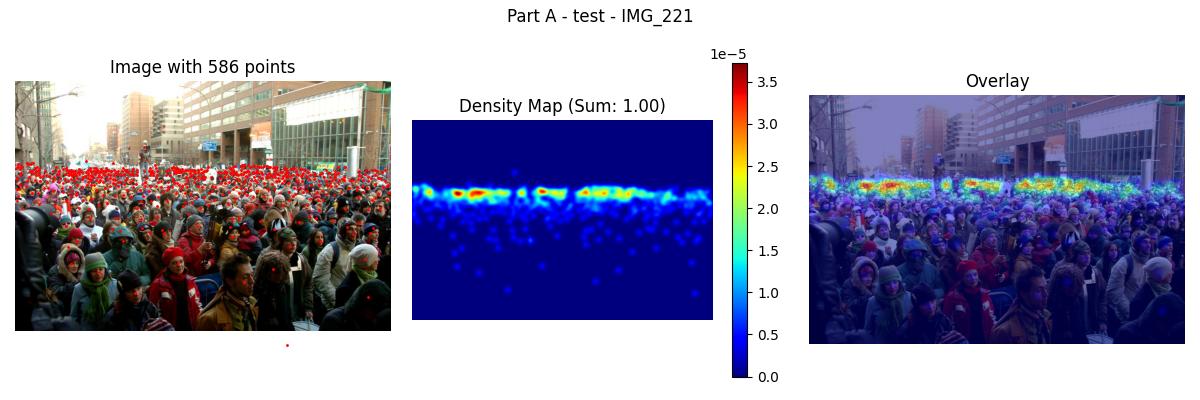 Part A - test - IMG_221
Image with 586 points
Density Map (Sum: 1.00)
1e−5
3.5
3.0
2.5
2.0
1.5
1.0
0.5
0.0
Overlay